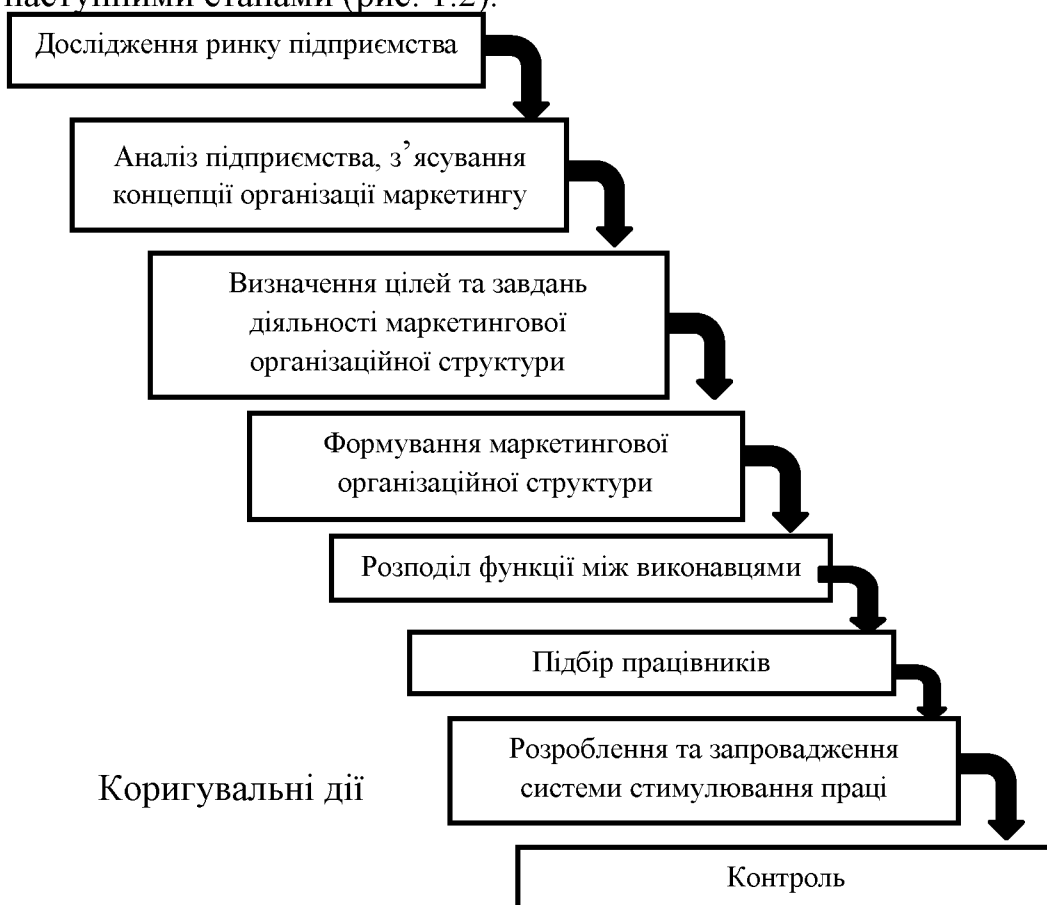 наступними етапами (рис. 1.2).
Дослідження ринку підприємства
Аналіз підприємства, з’ясування
концепції організації маркетингу
Визначення цілей та завдань
діяльності маркетингової
організаційної структури
Формування маркетингової
організаційної структури
Розподіл функції між виконавцями
Підбір працівників
Розроблення та запровадження
системи стимулювання праці
Коригувальні дії
Контроль